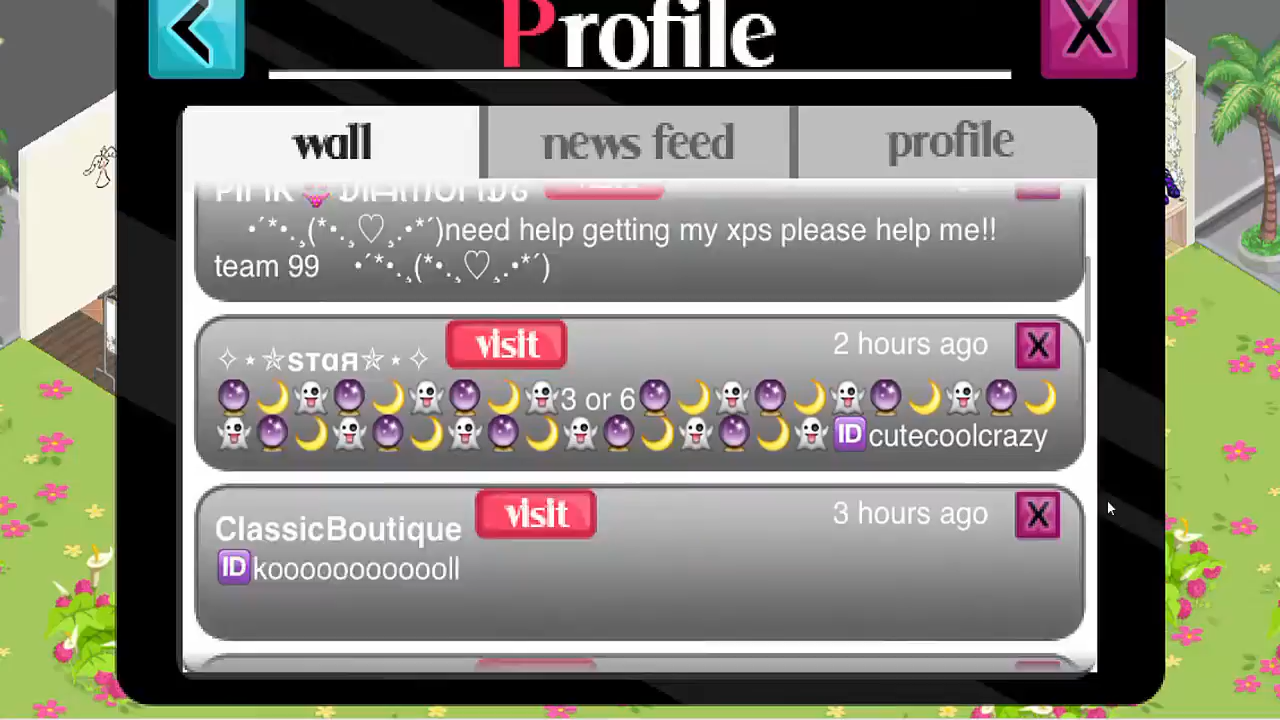 Profile
wall
news feed
profile
·´*•.¸(*•.¸♡¸.•*´)need help getting my xps please help me!!
team 99 •´*•.¸(*•.¸♡¸.•*´)
✧⋆✯sтαя✯⋆✧ visit 2 hours ago X
🔮🌙👻🔮🌙👻🔮🌙👻3 or 6🔮🌙👻🔮🌙👻🔮🌙👻🔮🌙
👻🔮🌙👻🔮🌙👻🔮🌙👻🔮🌙👻🔮🌙👻🆔cutecoolcrazy
ClassicBoutique visit 3 hours ago X
🆔koooooooooooll